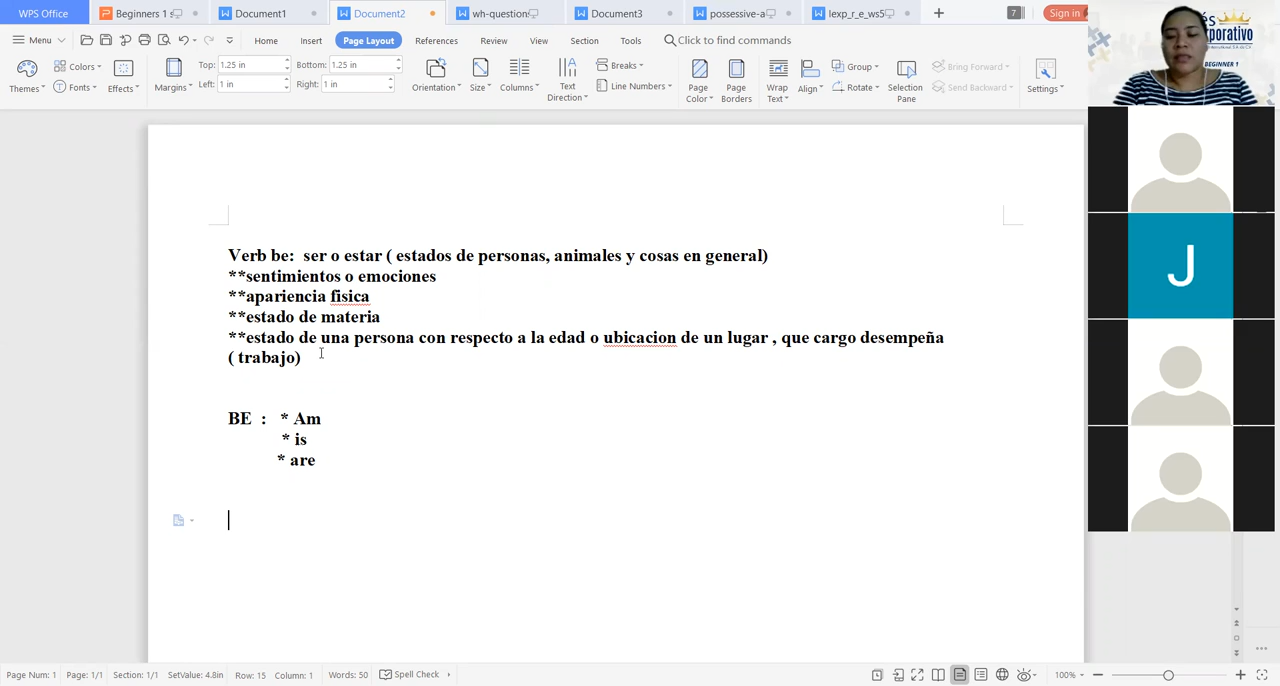 WPS Office
Beginners 1
Document1
Document2
wh-question
Document3
possessive-a
lexp_r_e_ws5
7
Sign in
Menu
Home
Insert
Page Layout
References
Review
View
Section
Tools
Click to find commands
Themes
Colors
Fonts
Effects
Margins
Top: 1.25 in
Bottom: 1.25 in
Left: 1 in
Right: 1 in
Orientation
Size
Columns
Text Direction
Breaks
Line Numbers
Page Color
Page Borders
Wrap Text
Align
Group
Rotate
Selection Pane
Bring Forward
Send Backward
Settings
BEGINNER 1
J
Verb be: ser o estar ( estados de personas, animales y cosas en general)
**sentimientos o emociones
**apariencia fisica
**estado de materia
**estado de una persona con respecto a la edad o ubicacion de un lugar , que cargo desempeña
( trabajo)
BE : * Am
* is
* are
Page Num: 1
Page: 1/1
Section: 1/1
SetValue: 4.8in
Row: 15
Column: 1
Words: 50
Spell Check
100%